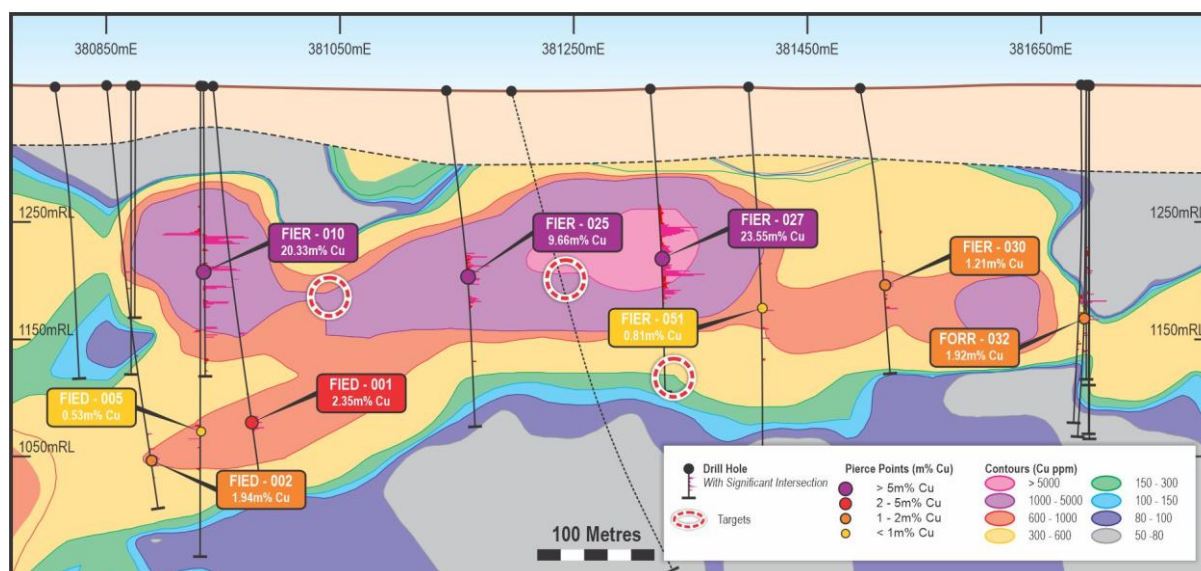 380850mE
381050mE
381250mE
381450mE
381650mE
1250mRL
1250mRL
FIER - 010
20.33m% Cu
FIER - 025
9.66m% Cu
FIER - 027
23.55m% Cu
FIER - 030
1.21m% Cu
1150mRL
1150mRL
FIER - 051
0.81m% Cu
FORR - 032
1.92m% Cu
FIED - 005
0.53m% Cu
FIED - 001
2.35m% Cu
1050mRL
1050mRL
FIED - 002
1.94m% Cu
100 Metres
Drill Hole
With Significant Intersection
Targets
Pierce Points (m% Cu)
> 5m% Cu
2 - 5m% Cu
1 - 2m% Cu
< 1m% Cu
Contours (Cu ppm)
> 5000
1000 - 5000
600 - 1000
300 - 600
150 - 300
100 - 150
80 - 100
50 -80